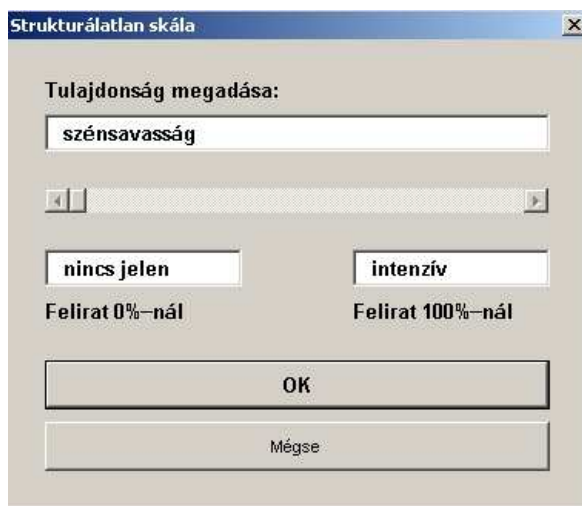 Strukturálatlan skála
Tulajdonság megadása:
szénsavasság
nincs jelen
intenzív
Felirat 0%–nál
Felirat 100%–nál
OK
Mégse